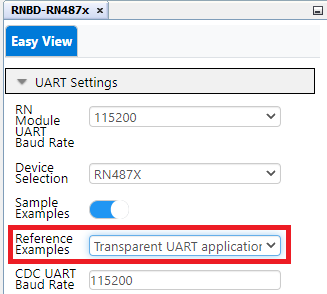 RNBD-RN487x
Easy View
UART Settings
RN
Module
UART
Baud Rate
115200
Device
Selection
RN487X
Sample
Examples
Reference
Examples
Transparent UART application
CDC UART
Baud Rate
115200